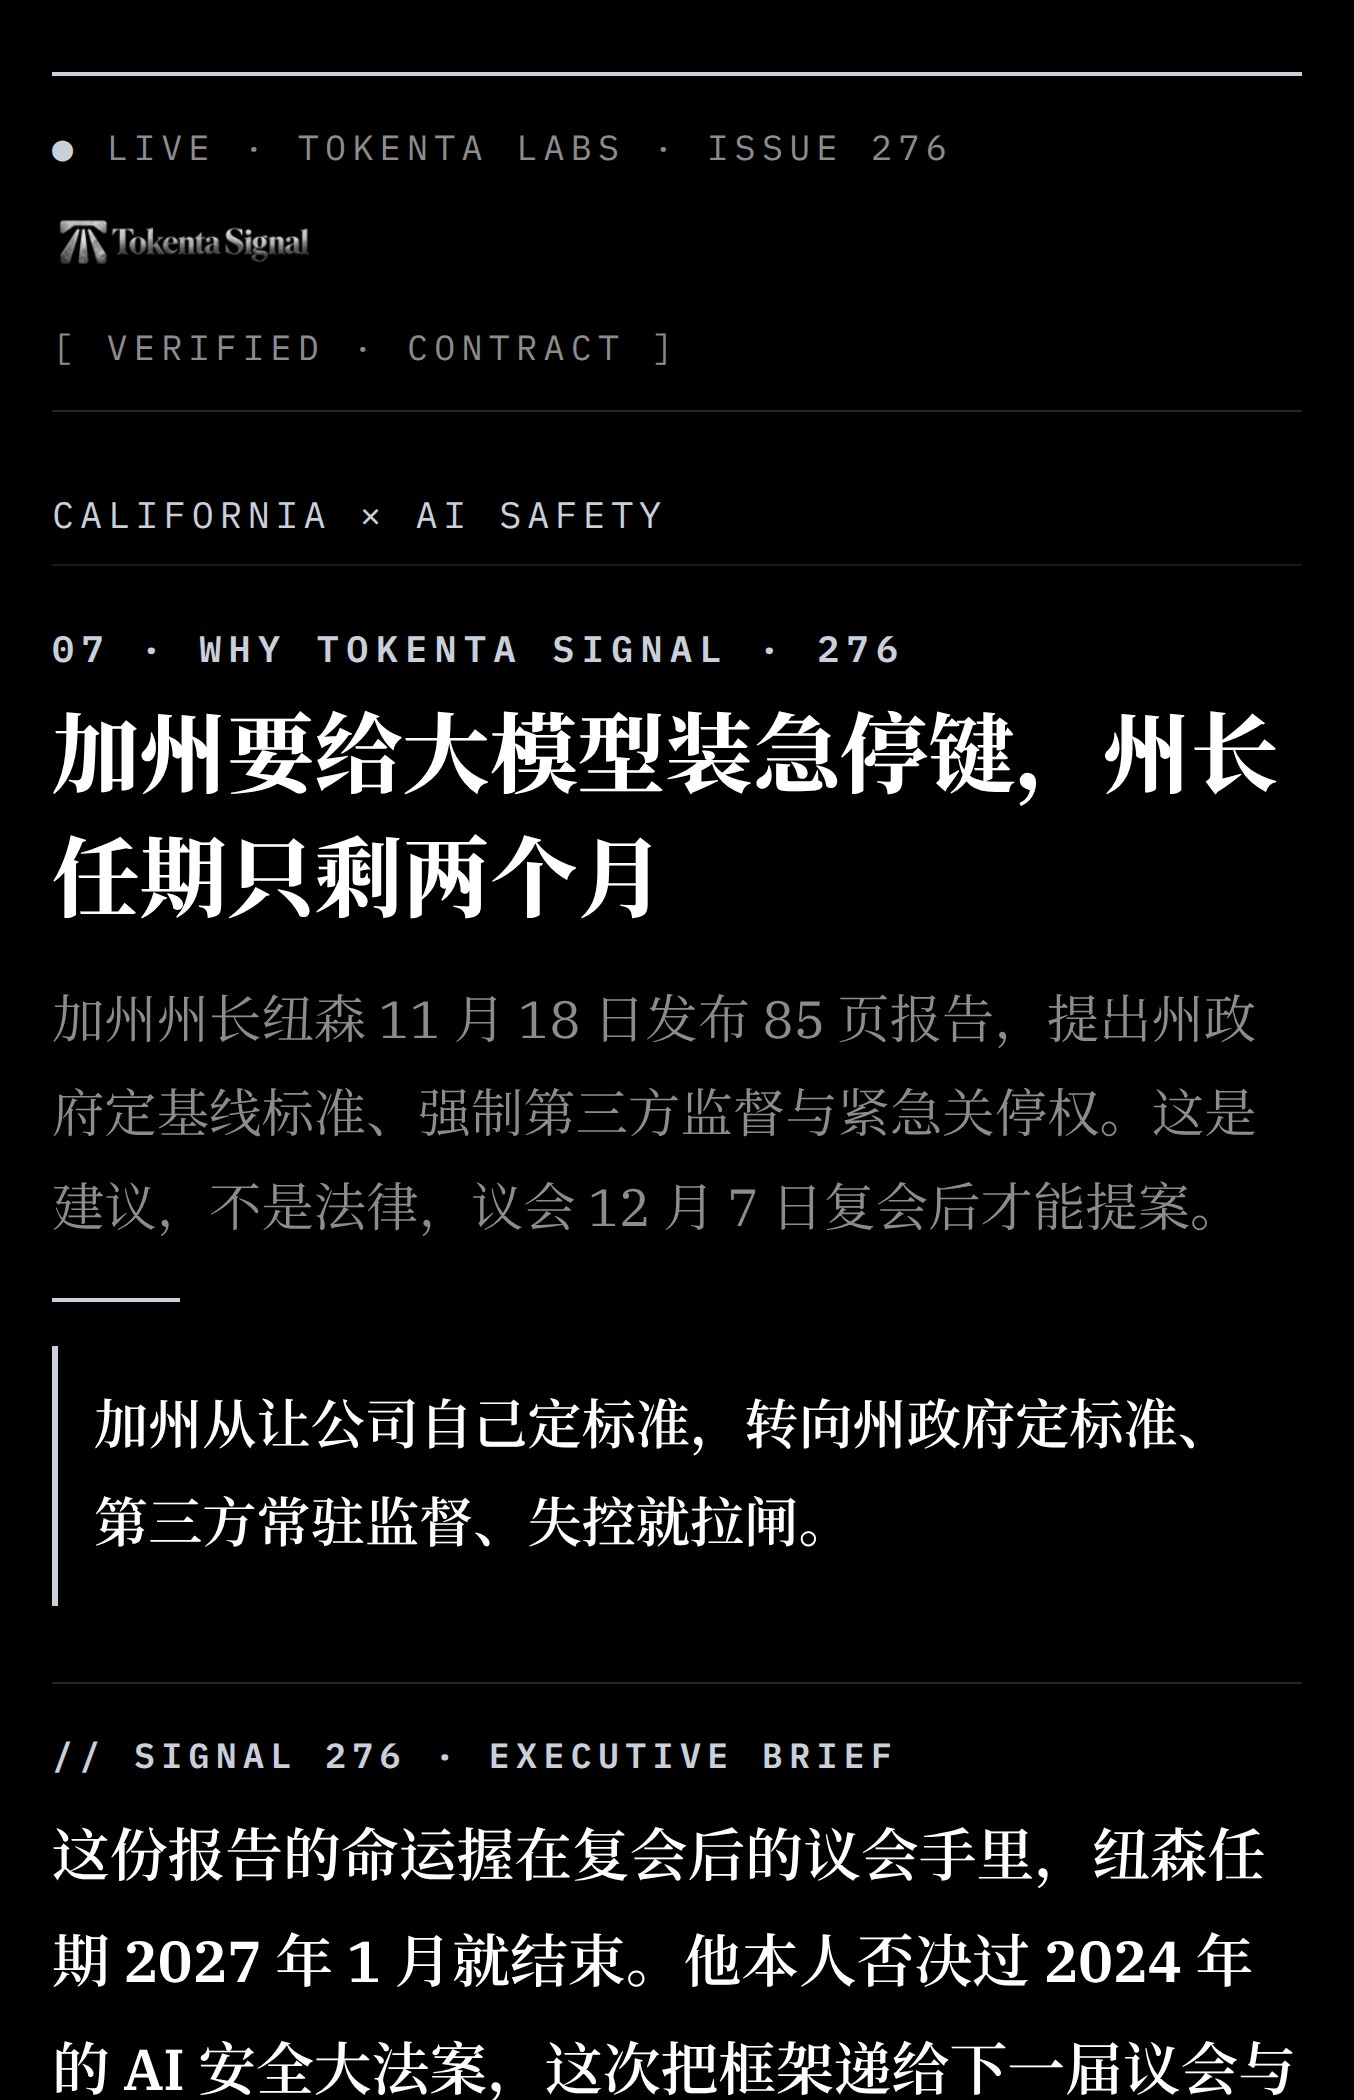 ● LIVE · TOKENTA LABS · ISSUE 276
Tokenta Signal
[ VERIFIED · CONTRACT ]
CALIFORNIA × AI SAFETY
07 · WHY TOKENTA SIGNAL · 276
加州要给大模型装急停键，州长
任期只剩两个月
加州州长纽森 11 月 18 日发布 85 页报告，提出州政
府定基线标准、强制第三方监督与紧急关停权。这是
建议，不是法律，议会 12 月 7 日复会后才能提案。
加州从让公司自己定标准，转向州政府定标准、
第三方常驻监督、失控就拉闸。
// SIGNAL 276 · EXECUTIVE BRIEF
这份报告的命运握在复会后的议会手里，纽森任
期 2027 年 1 月就结束。他本人否决过 2024 年
的 AI 安全大法案，这次把框架递给下一届议会与